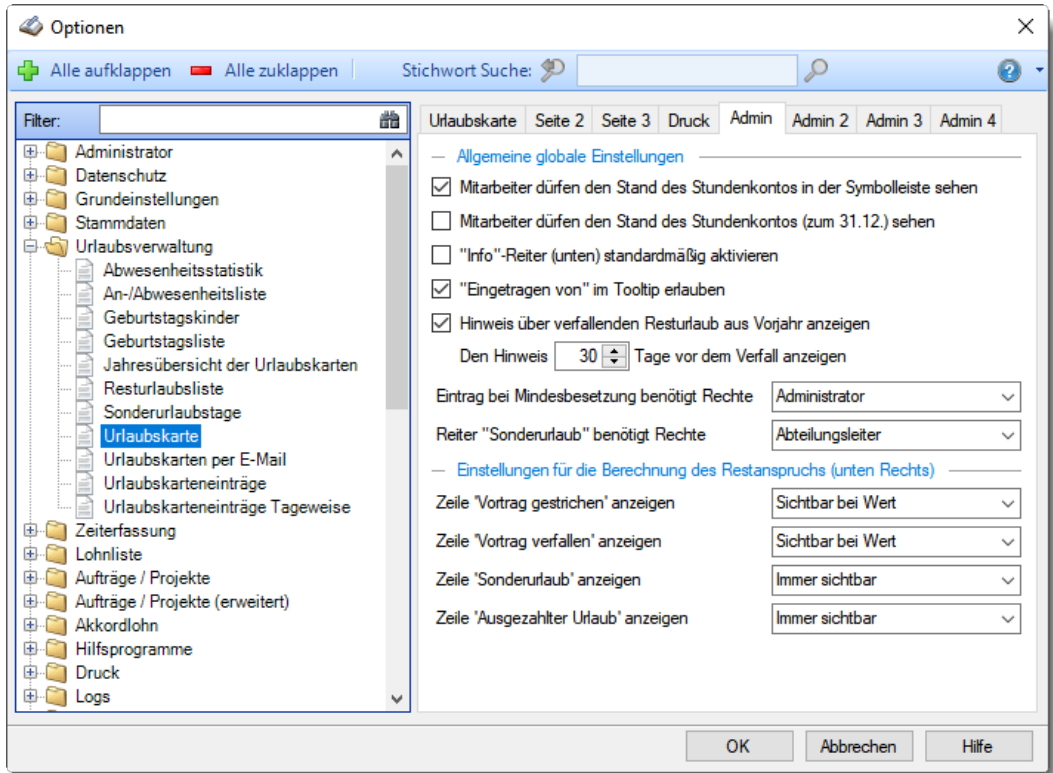 Optionen
Alle aufklappen Alle zuklappen Stichwort Suche:
Filter:
Administrator
Datenschutz
Grundeinstellungen
Stammdaten
Urlaubsverwaltung
Abwesenheitsstatistik
An-/Abwesenheitsliste
Geburtstagskinder
Geburtstagsliste
Jahresübersicht der Urlaubskarten
Resturlaubsliste
Sonderurlaubstage
Urlaubskarte
Urlaubskarten per E-Mail
Urlaubskarteneinträge
Urlaubskarteneinträge Tageweise
Zeiterfassung
Lohnliste
Aufträge / Projekte
Aufträge / Projekte (erweitert)
Akkordlohn
Hilfsprogramme
Druck
Logs
Urlaubskarte Seite 2 Seite 3 Druck Admin Admin 2 Admin 3 Admin 4
Allgemeine globale Einstellungen
Mitarbeiter dürfen den Stand des Stundenkontos in der Symbolleiste sehen
Mitarbeiter dürfen den Stand des Stundenkontos (zum 31.12.) sehen
"Info"-Reiter (unten) standardmäßig aktivieren
"Eingetragen von" im Tooltip erlauben
Hinweis über verfallenden Resturlaub aus Vorjahr anzeigen
Den Hinweis 30 Tage vor dem Verfall anzeigen
Eintrag bei Mindesbesetzung benötigt Rechte Administrator
Reiter "Sonderurlaub" benötigt Rechte Abteilungsleiter
Einstellungen für die Berechnung des Restanspruchs (unten Rechts)
Zeile 'Vortrag gestrichen' anzeigen Sichtbar bei Wert
Zeile 'Vortrag verfallen' anzeigen Sichtbar bei Wert
Zeile 'Sonderurlaub' anzeigen Immer sichtbar
Zeile 'Ausgezahlter Urlaub' anzeigen Immer sichtbar
OK Abbrechen Hilfe